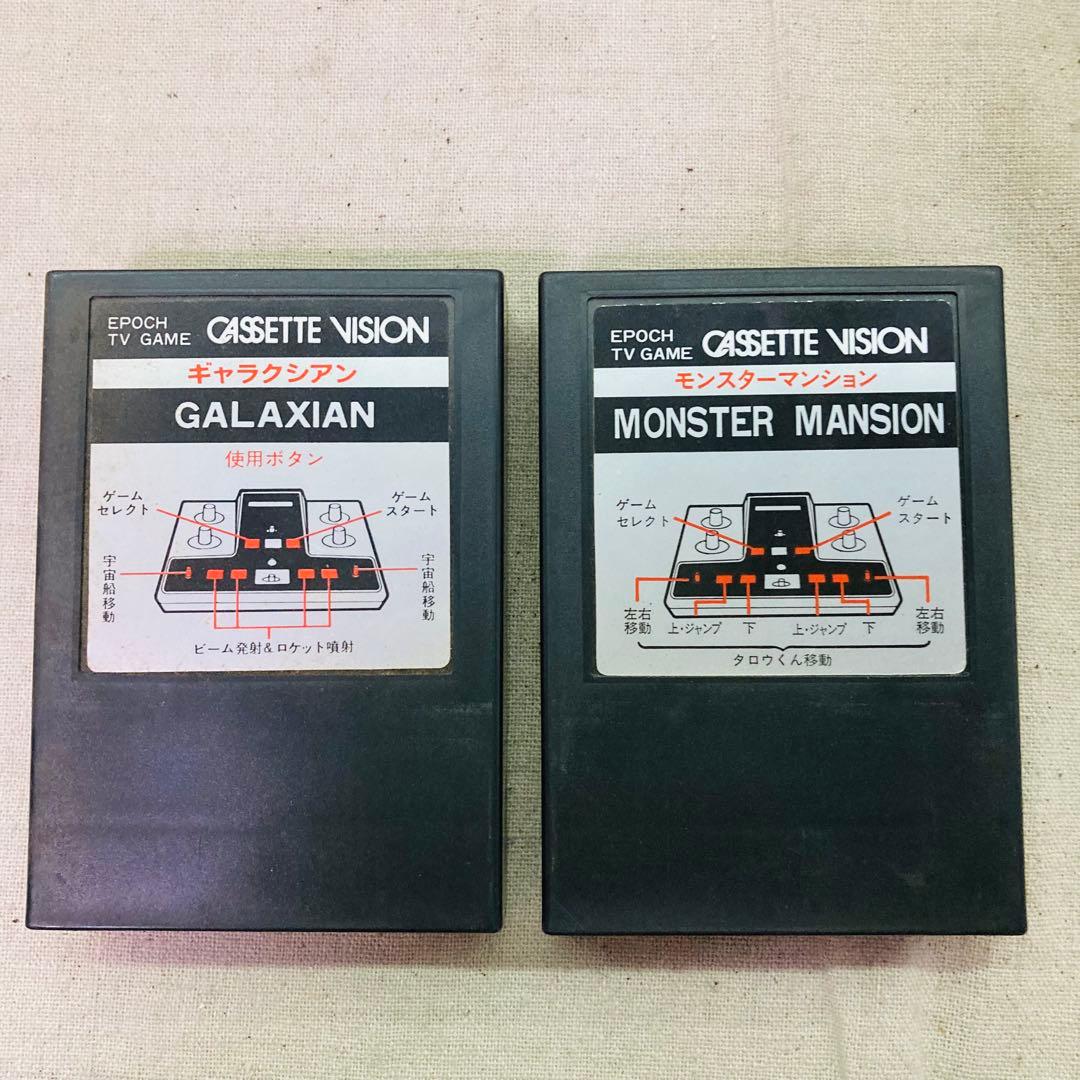 EPOCH
TV GAME
CASSETTE VISION
ギャラクシアン
GALAXIAN
使用ボタン
ゲーム
セレクト
ゲーム
スタート
宇宙船移動
宇宙船移動
ビーム発射&ロケット噴射
EPOCH
TV GAME
CASSETTE VISION
モンスターマンション
MONSTER MANSION
ゲーム
セレクト
ゲーム
スタート
左右
移動
上・ジャンプ
下
上・ジャンプ
下
左右
移動
タロウくん移動